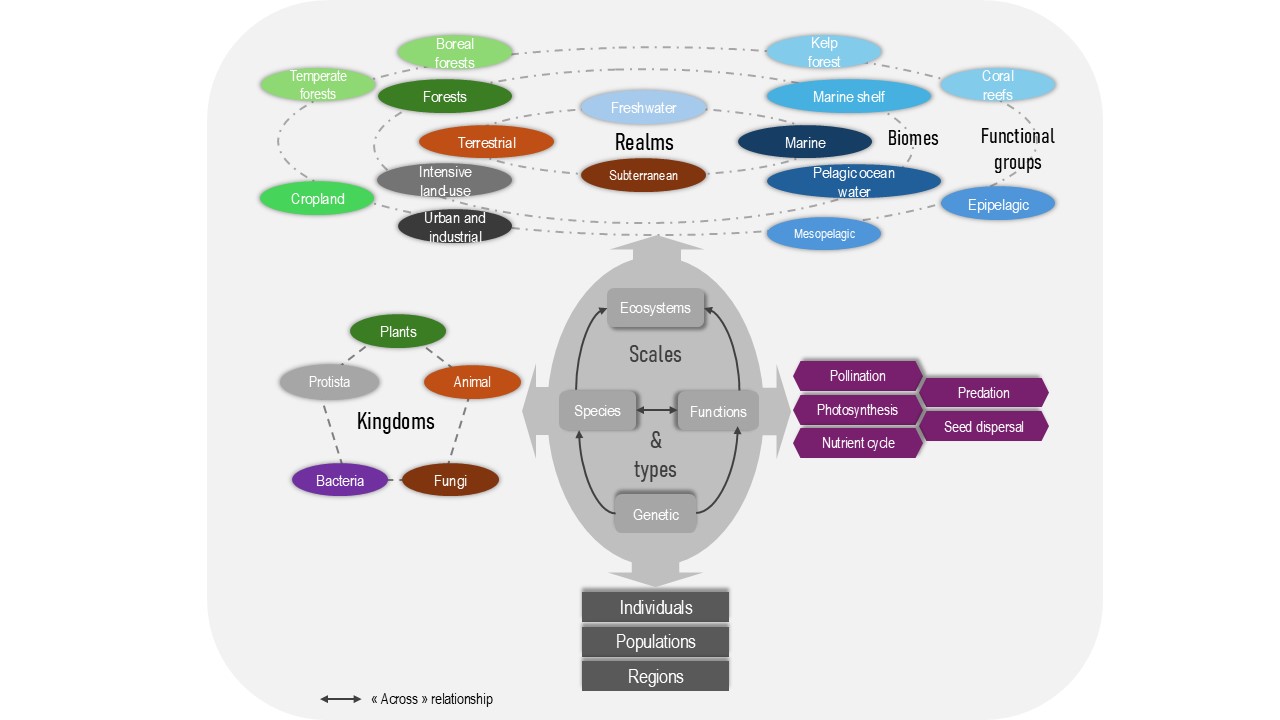 Boreal
forests
Kelp
forest
Temperate
forests
Coral
reefs
Forests
Marine shelf
Freshwater
Terrestrial
Realms
Marine
Biomes
Functional
groups
Intensive
land-use
Subterranean
Pelagic ocean
water
Cropland
Epipelagic
Urban and
industrial
Mesopelagic
Ecosystems
Scales
Species
Functions
&
types
Genetic
Plants
Protista
Animal
Kingdoms
Bacteria
Fungi
Pollination
Predation
Photosynthesis
Seed dispersal
Nutrient cycle
Individuals
Populations
Regions
« Across » relationship